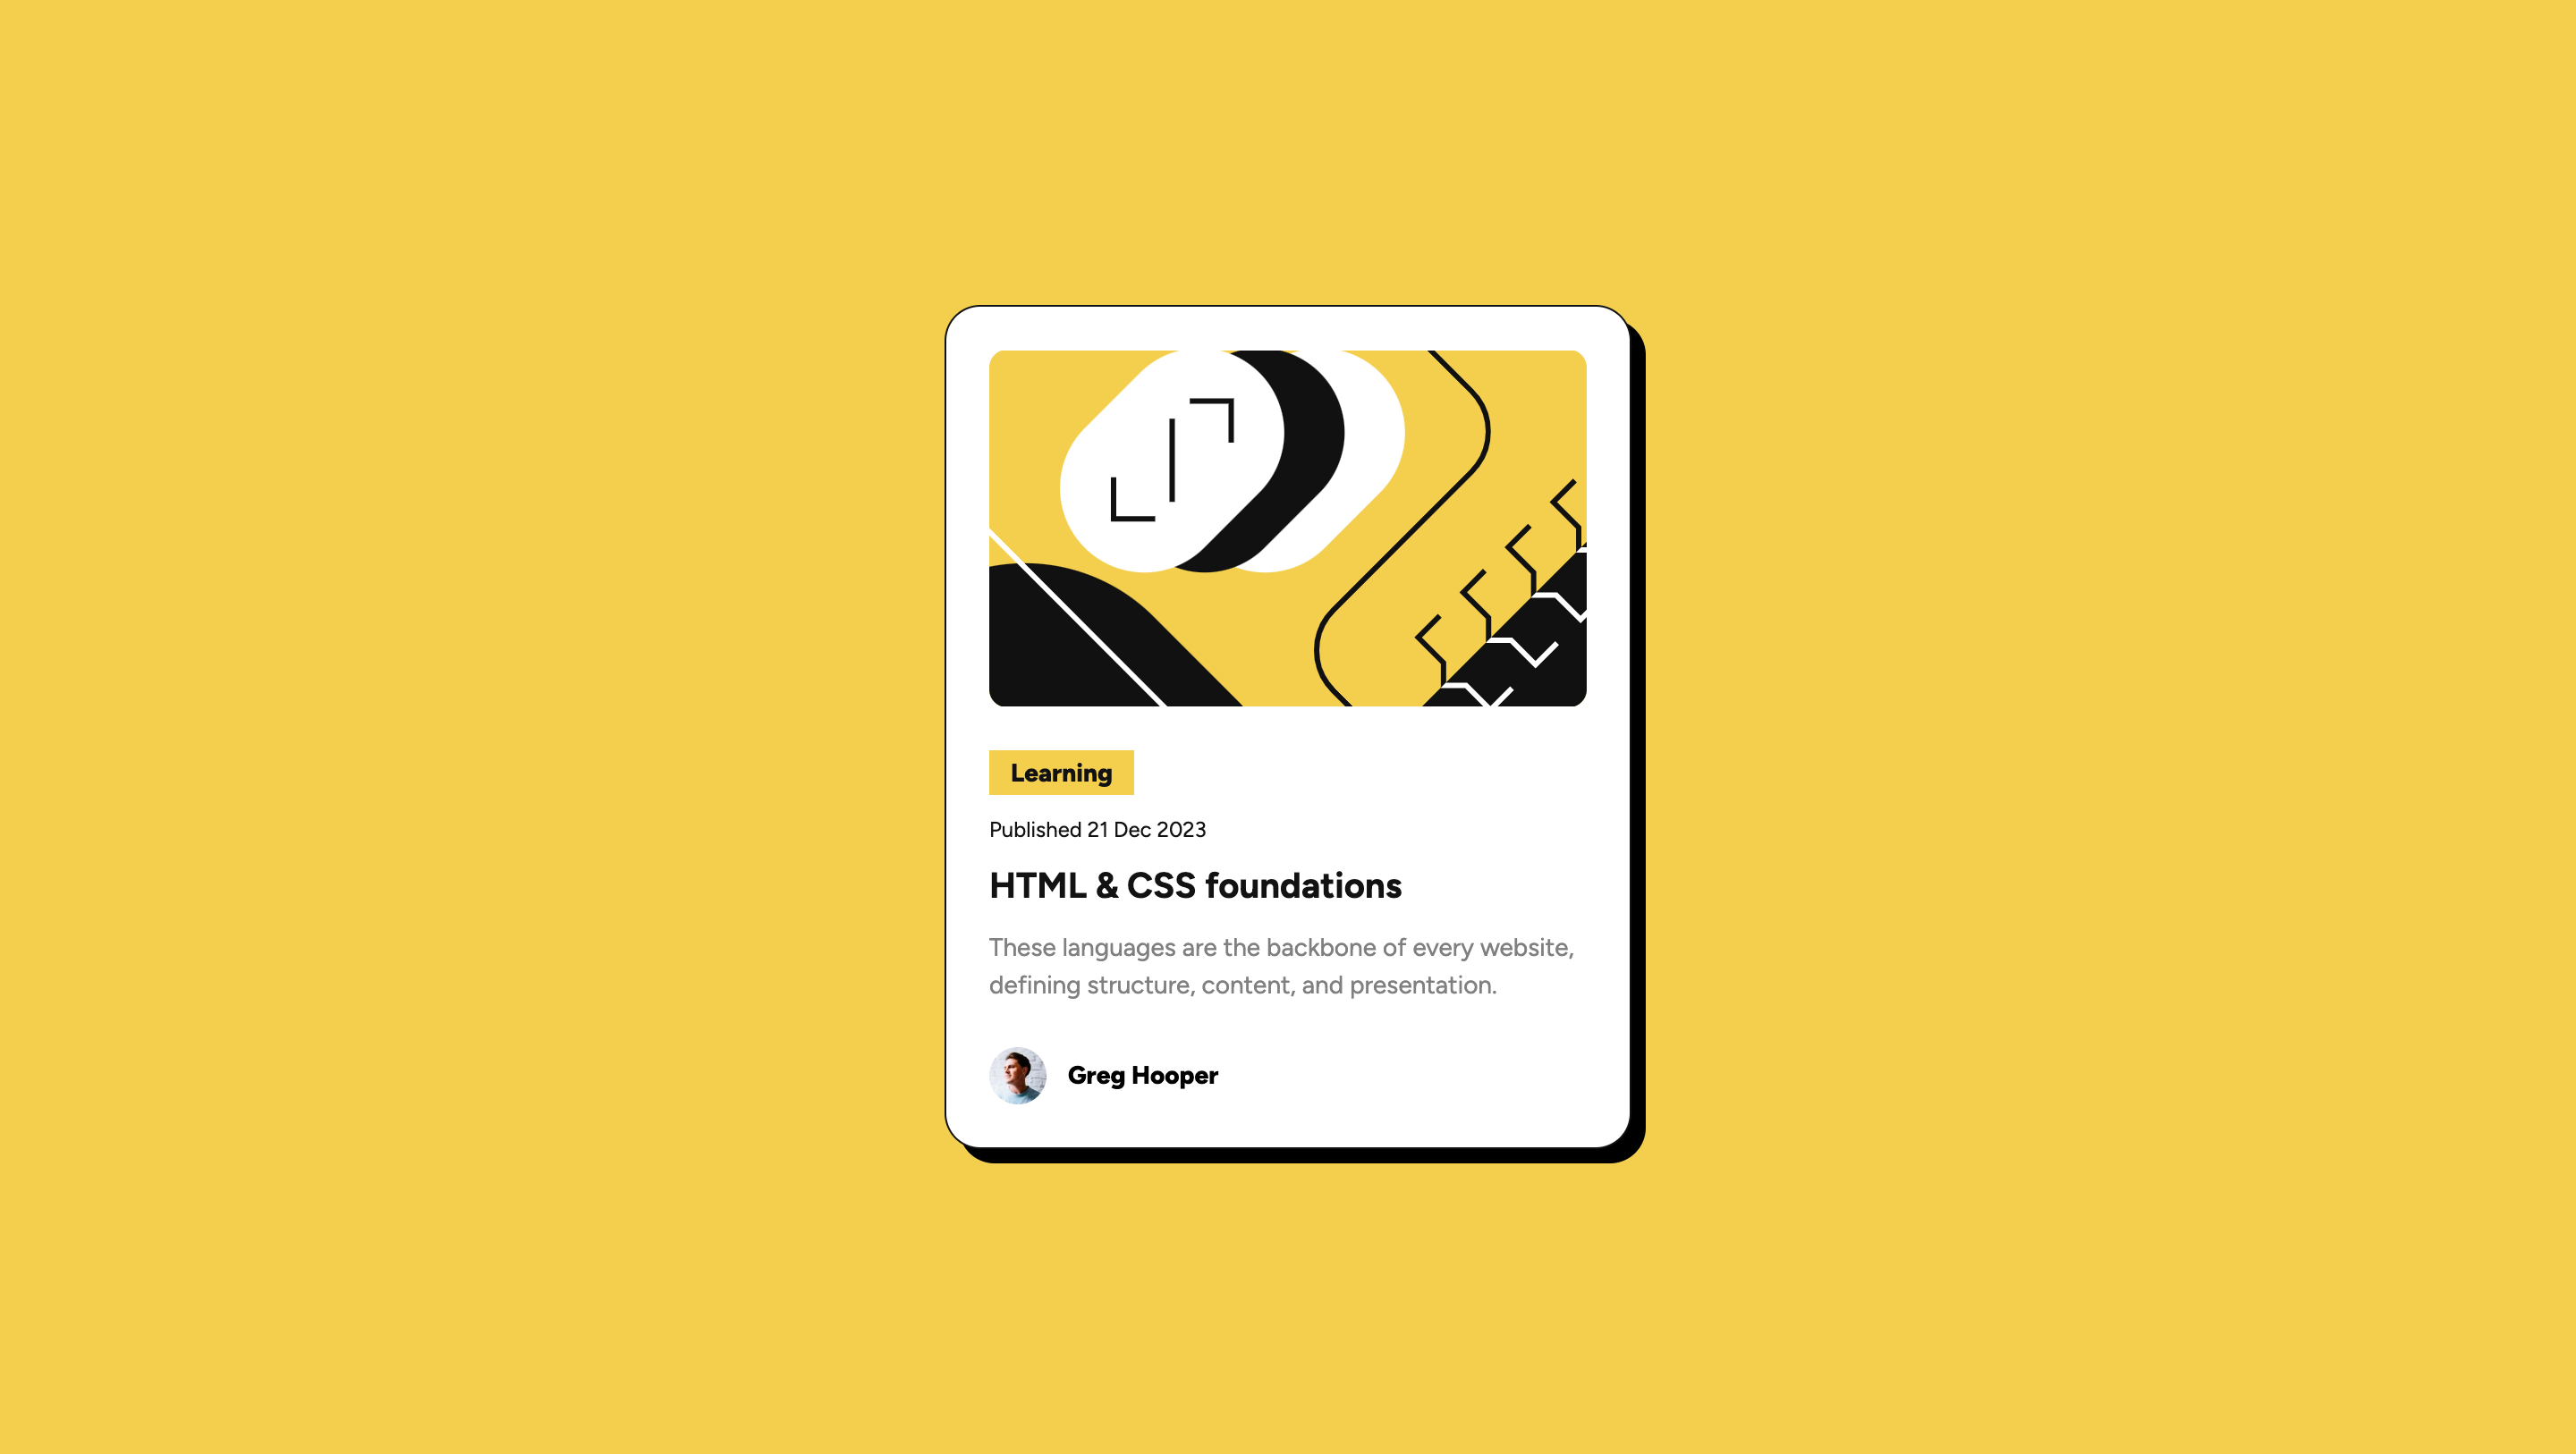 Learning
Published 21 Dec 2023
HTML & CSS foundations
These languages are the backbone of every website,
defining structure, content, and presentation.
Greg Hooper